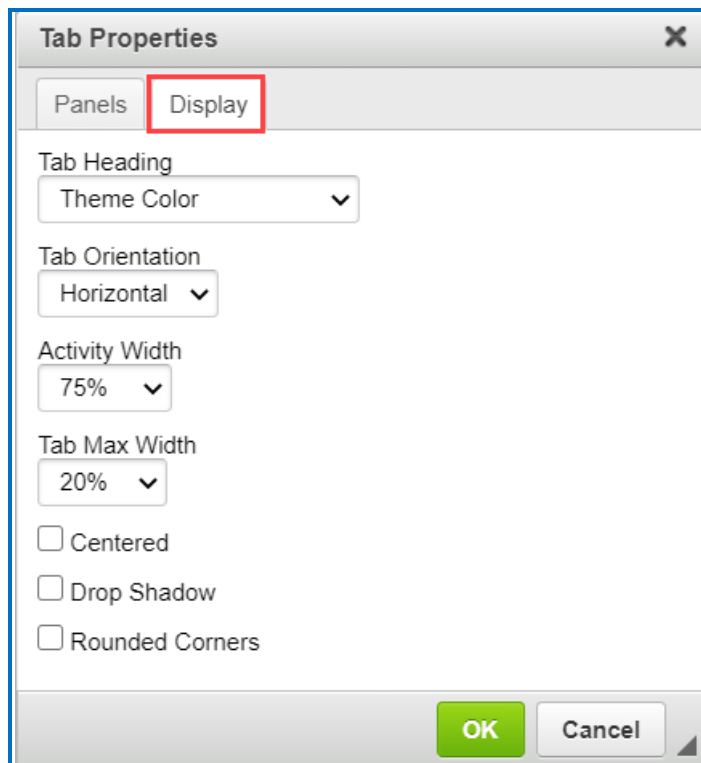 Tab Properties
Panels Display
Tab Heading
Theme Color
Tab Orientation
Horizontal
Activity Width
75%
Tab Max Width
20%
Centered
Drop Shadow
Rounded Corners
OK Cancel